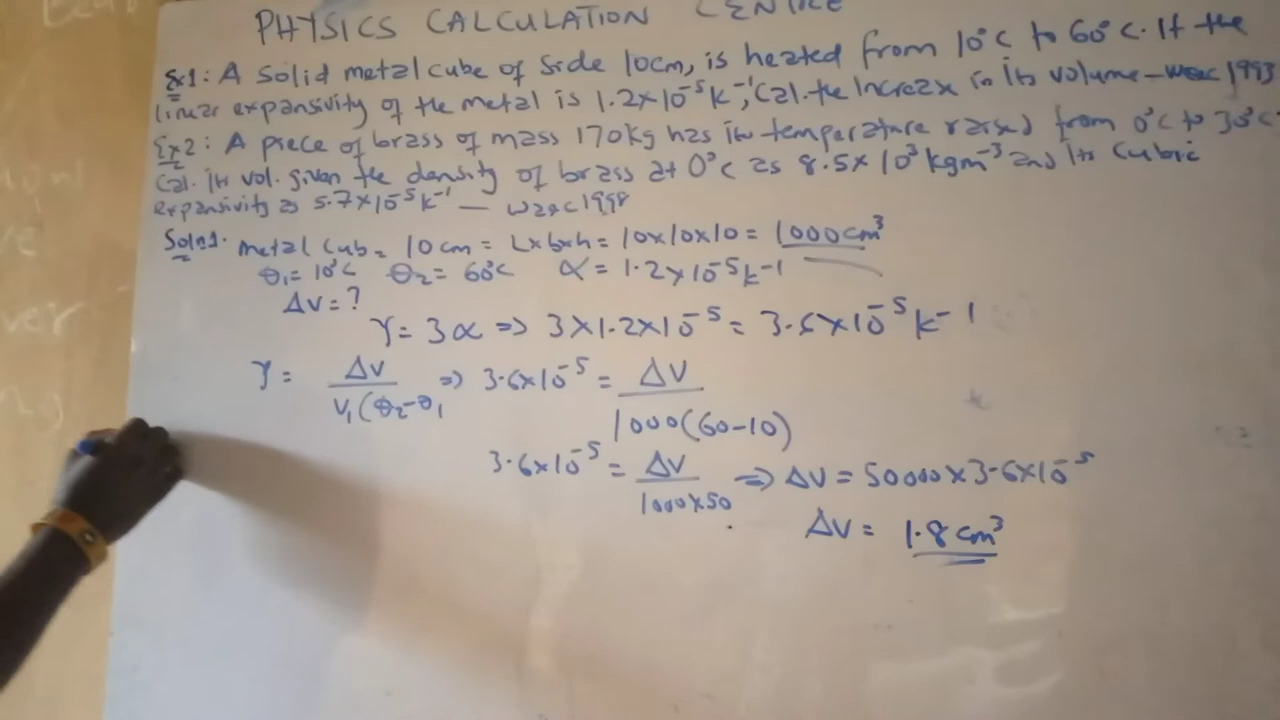 PHYSICS CALCULATION CENTRE
Ex1: A solid metal cube of side 10cm, is heated from 10°C to 60°C. If the
linear expansivity of the metal is 1.2×10⁻⁵K⁻¹, Cal. the Increase in its volume – Waec 1993
Ex2: A piece of brass of mass 170kg has its temperature raised from 0°C to 30°C.
Cal. its vol. given the density of brass at 0°C as 8.5×10³kgm⁻³ and its cubic
expansivity as 5.7×10⁻⁵K⁻¹ — waec 1998
Soln1. metal cub = 10cm = L×b×h = 10×10×10 = 1000cm³
θ₁= 10°C θ₂= 60°C α = 1.2×10⁻⁵K⁻¹
ΔV = ?
γ = 3α => 3×1.2×10⁻⁵ = 3.6×10⁻⁵K⁻¹
γ = ΔV / V₁(θ₂-θ₁ => 3.6×10⁻⁵ = ΔV / 1000(60-10)
3.6×10⁻⁵ = ΔV / 1000×50 => ΔV = 50000×3.6×10⁻⁵
ΔV = 1.8cm³